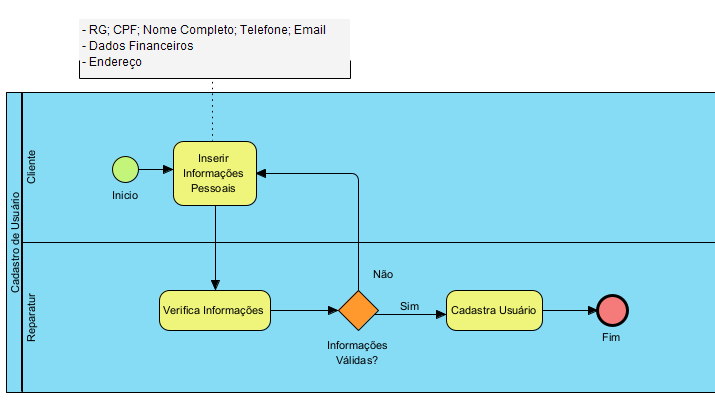 - RG; CPF; Nome Completo; Telefone; Email
- Dados Financeiros
- Endereço
Cadastro de Usuário
Cliente
Inicio
Inserir
Informações
Pessoais
Reparatur
Verifica Informações
Não
Informações
Válidas?
Sim
Cadastra Usuário
Fim